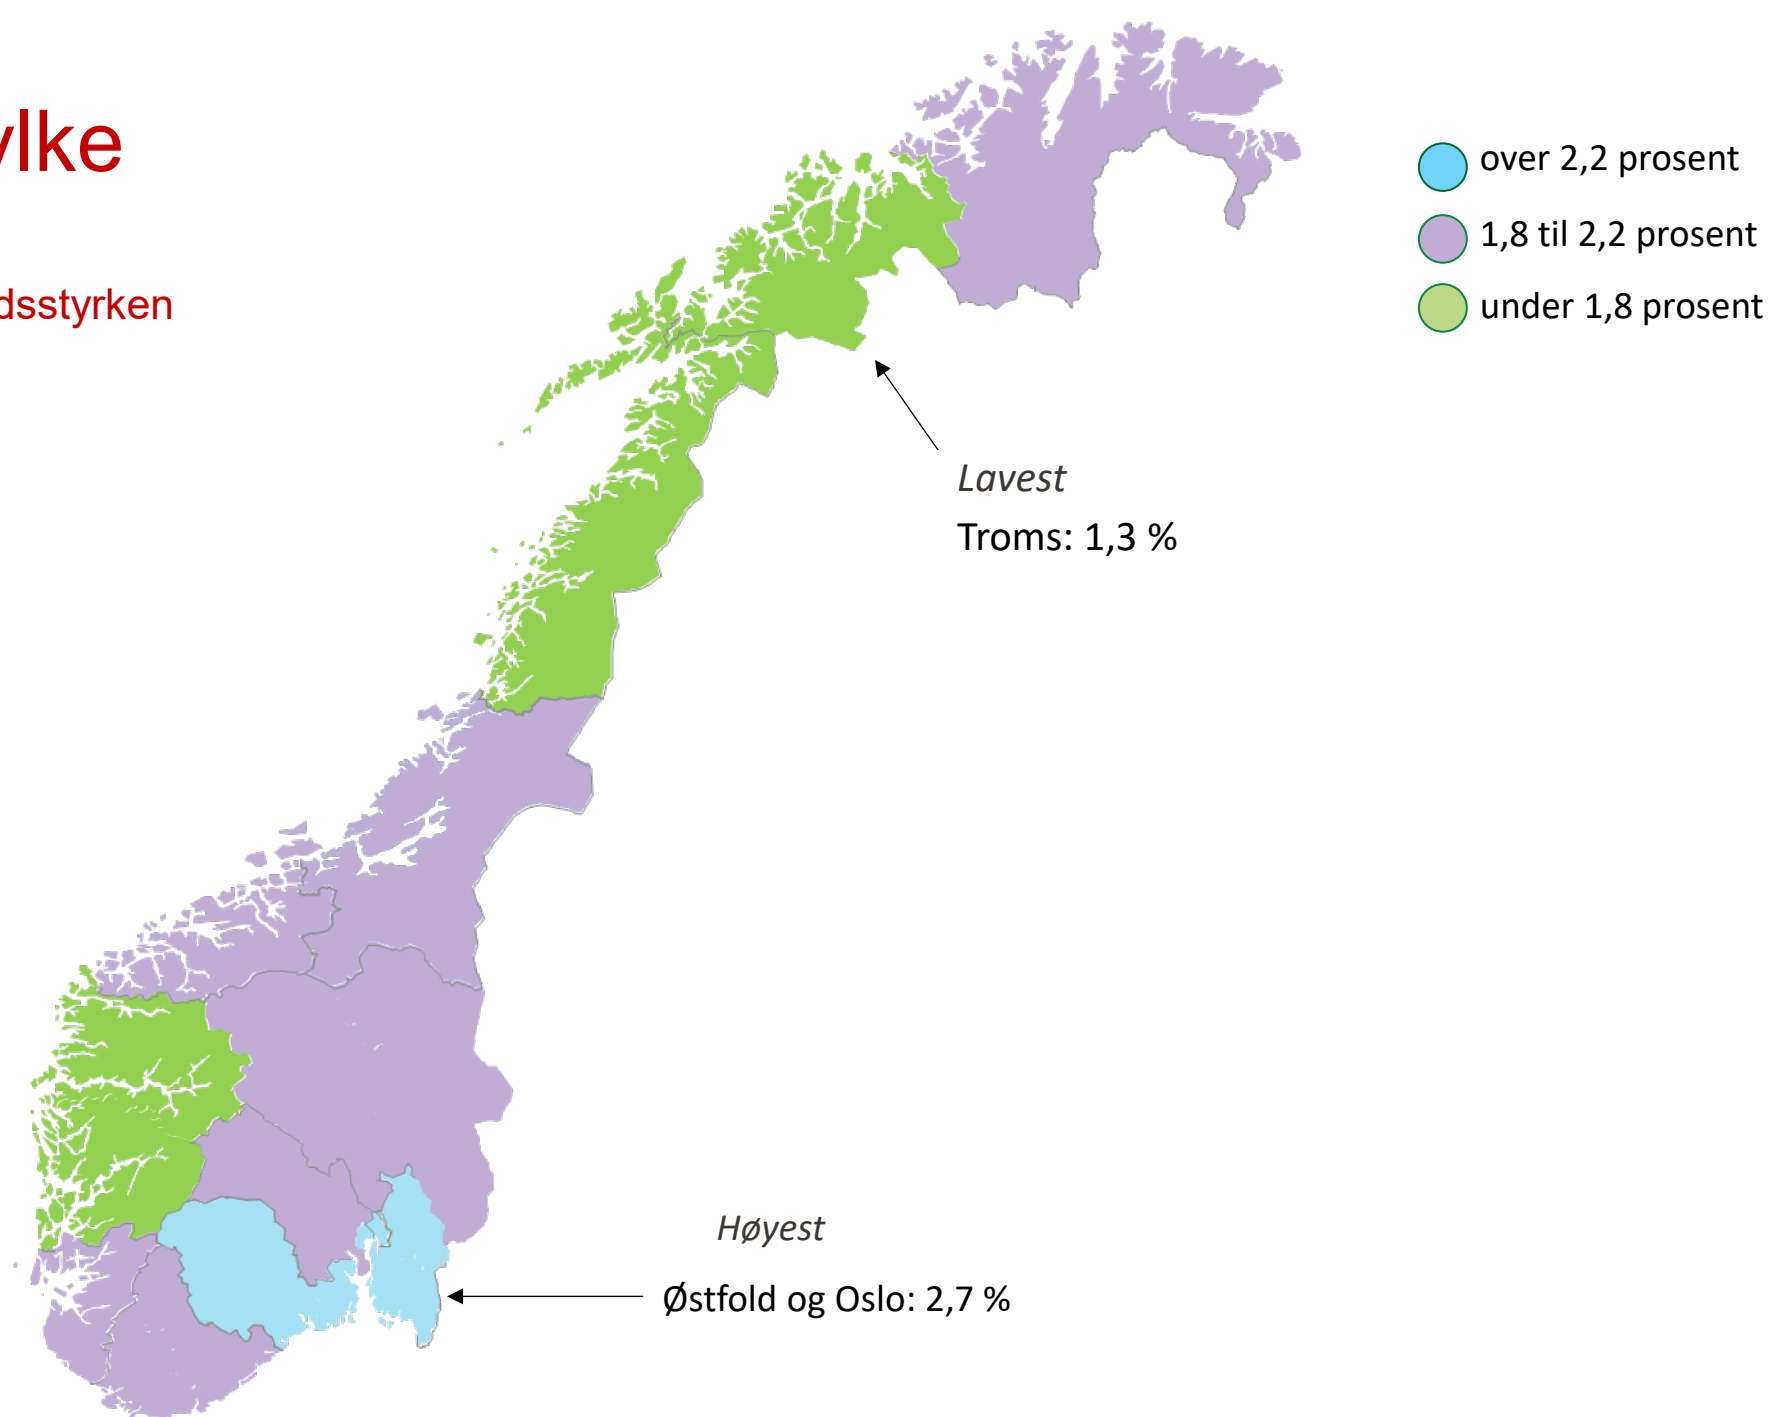 ylke
dsstyrken
over 2,2 prosent
1,8 til 2,2 prosent
under 1,8 prosent
Lavest
Troms: 1,3 %
Høyest
Østfold og Oslo: 2,7 %